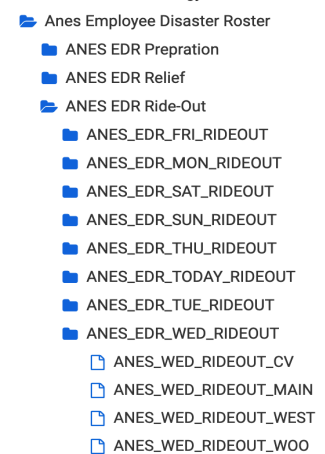 Anes Employee Disaster Roster
ANES EDR Prepration
ANES EDR Relief
ANES EDR Ride-Out
ANES_EDR_FRI_RIDEOUT
ANES_EDR_MON_RIDEOUT
ANES_EDR_SAT_RIDEOUT
ANES_EDR_SUN_RIDEOUT
ANES_EDR_THU_RIDEOUT
ANES_EDR_TODAY_RIDEOUT
ANES_EDR_TUE_RIDEOUT
ANES_EDR_WED_RIDEOUT
ANES_WED_RIDEOUT_CV
ANES_WED_RIDEOUT_MAIN
ANES_WED_RIDEOUT_WEST
ANES_WED_RIDEOUT_WOO